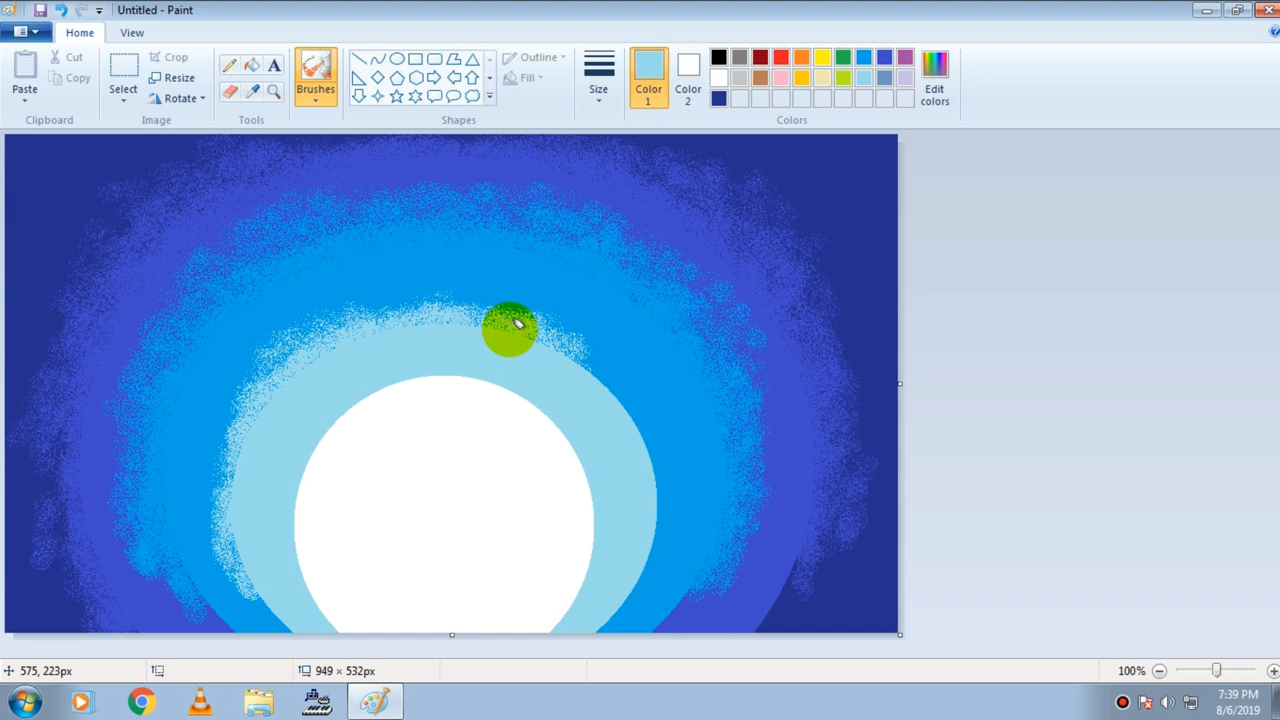 Untitled - Paint
Home View
Paste
Cut
Copy
Clipboard
Select
Crop
Resize
Rotate
Image
A
Tools
Brushes
Outline
Fill
Shapes
Size
Color 1
Color 2
Edit colors
Colors
575, 223px
949 × 532px
100%
7:39 PM
8/6/2019